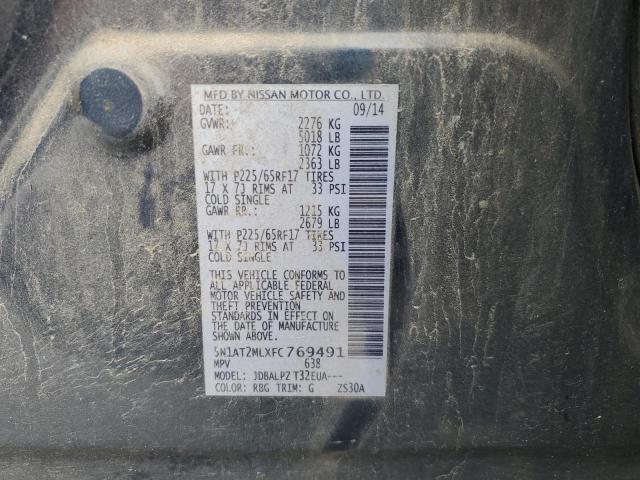 MFD BY NISSAN MOTOR CO., LTD.
DATE: 09/14
GVWR: 2276 KG
5018 LB
GAWR FR.: 1072 KG
2363 LB
WITH P225/65RF17 TIRES
17 X 7J RIMS AT 33 PSI
COLD SINGLE
GAWR RR.: 1215 KG
2679 LB
WITH P225/65RF17 TIRES
17 X 7J RIMS AT 33 PSI
COLD SINGLE
THIS VEHICLE CONFORMS TO
ALL APPLICABLE FEDERAL
MOTOR VEHICLE SAFETY AND
THEFT PREVENTION
STANDARDS IN EFFECT ON
THE DATE OF MANUFACTURE
SHOWN ABOVE.
5N1AT2MLXFC769491
MPV 638
MODEL: JDBALPZ T32EUA---
COLOR: RBG TRIM: G ZS30A